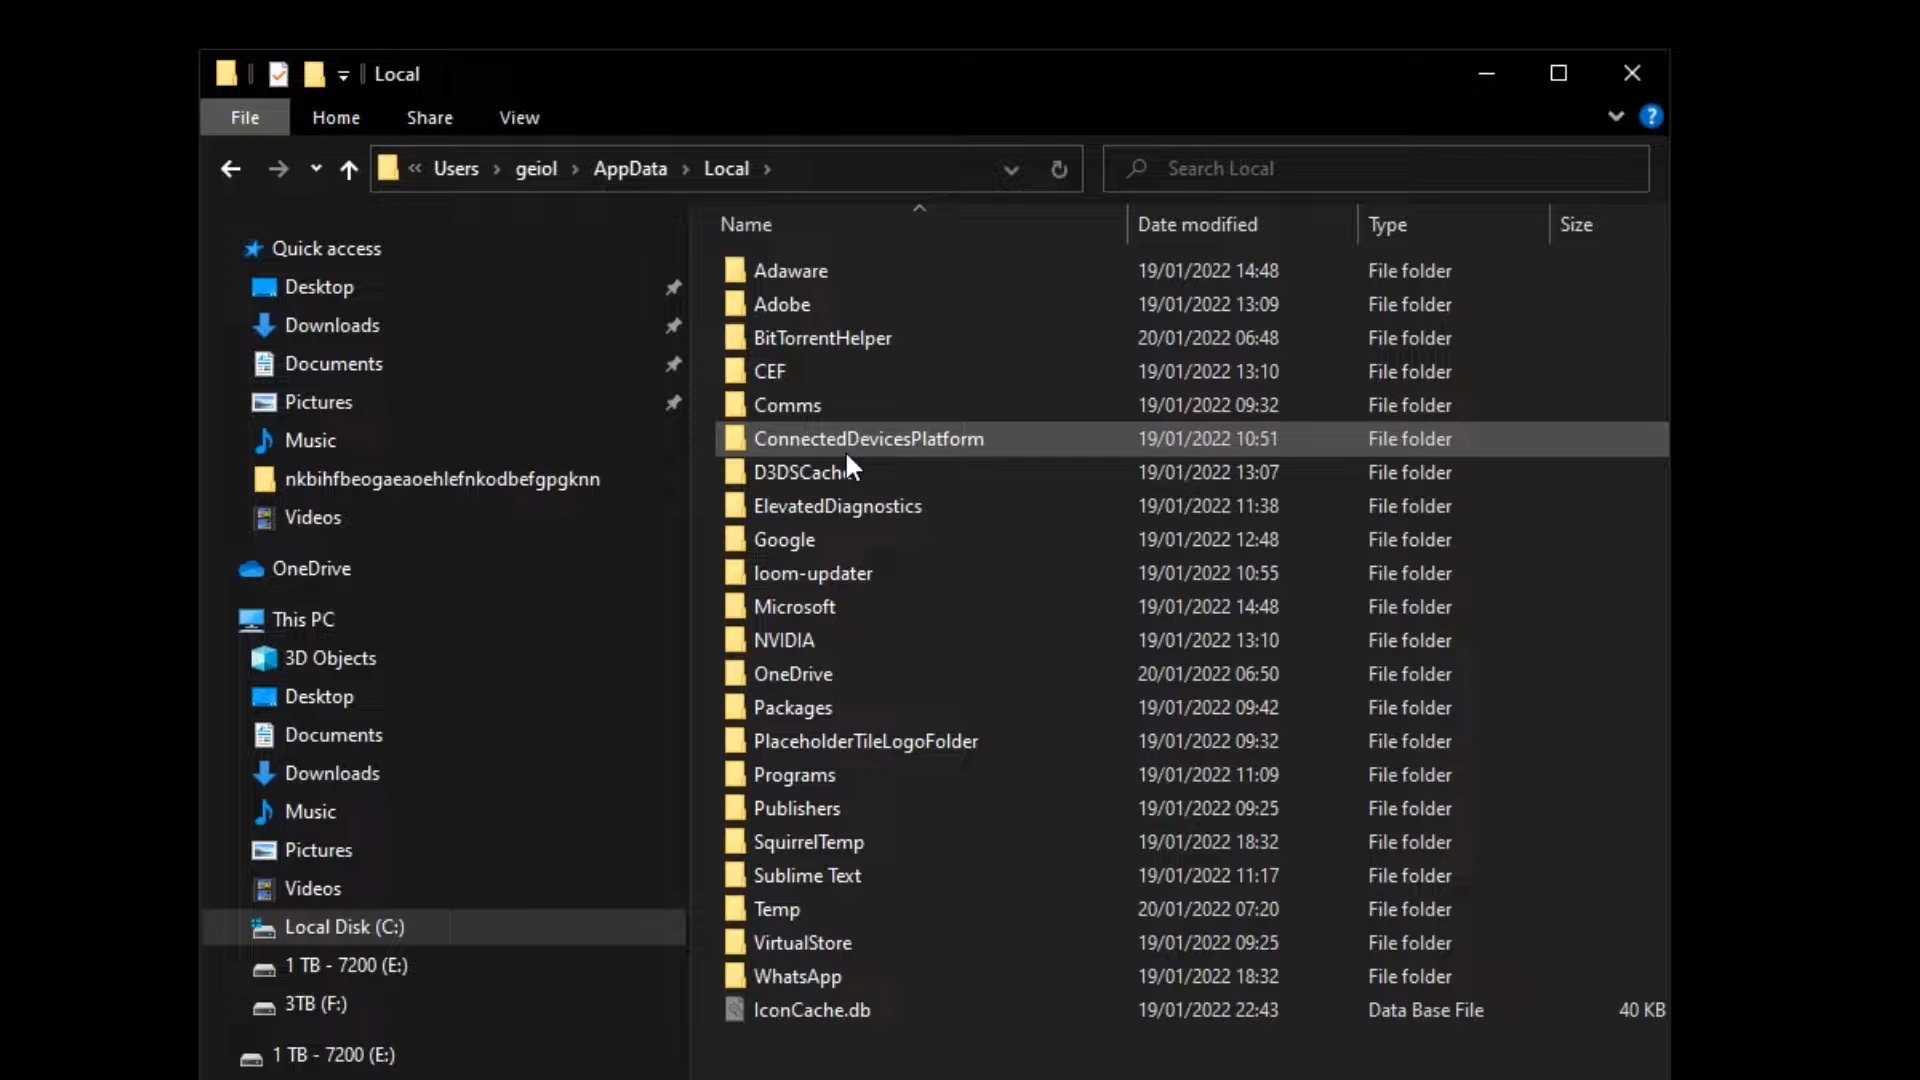 Local
File Home Share View
« Users › geiol › AppData › Local ›
Search Local
Quick access
Desktop
Downloads
Documents
Pictures
Music
nkbihfbeogaeaoehlefnkodbefgpgknn
Videos
OneDrive
This PC
3D Objects
Desktop
Documents
Downloads
Music
Pictures
Videos
Local Disk (C:)
1 TB - 7200 (E:)
3TB (F:)
1 TB - 7200 (E:)
Name Date modified Type Size
Adaware 19/01/2022 14:48 File folder
Adobe 19/01/2022 13:09 File folder
BitTorrentHelper 20/01/2022 06:48 File folder
CEF 19/01/2022 13:10 File folder
Comms 19/01/2022 09:32 File folder
ConnectedDevicesPlatform 19/01/2022 10:51 File folder
D3DSCache 19/01/2022 13:07 File folder
ElevatedDiagnostics 19/01/2022 11:38 File folder
Google 19/01/2022 12:48 File folder
loom-updater 19/01/2022 10:55 File folder
Microsoft 19/01/2022 14:48 File folder
NVIDIA 19/01/2022 13:10 File folder
OneDrive 20/01/2022 06:50 File folder
Packages 19/01/2022 09:42 File folder
PlaceholderTileLogoFolder 19/01/2022 09:32 File folder
Programs 19/01/2022 11:09 File folder
Publishers 19/01/2022 09:25 File folder
SquirrelTemp 19/01/2022 18:32 File folder
Sublime Text 19/01/2022 11:17 File folder
Temp 20/01/2022 07:20 File folder
VirtualStore 19/01/2022 09:25 File folder
WhatsApp 19/01/2022 18:32 File folder
IconCache.db 19/01/2022 22:43 Data Base File 40 KB